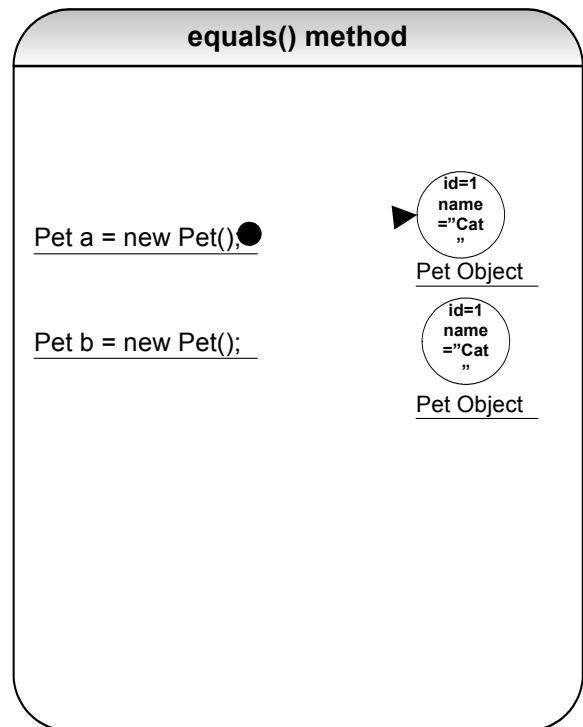 equals() method
Pet a = new Pet();
id=1
name
="Cat
”
Pet Object
Pet b = new Pet();
id=1
name
=”Cat
”
Pet Object